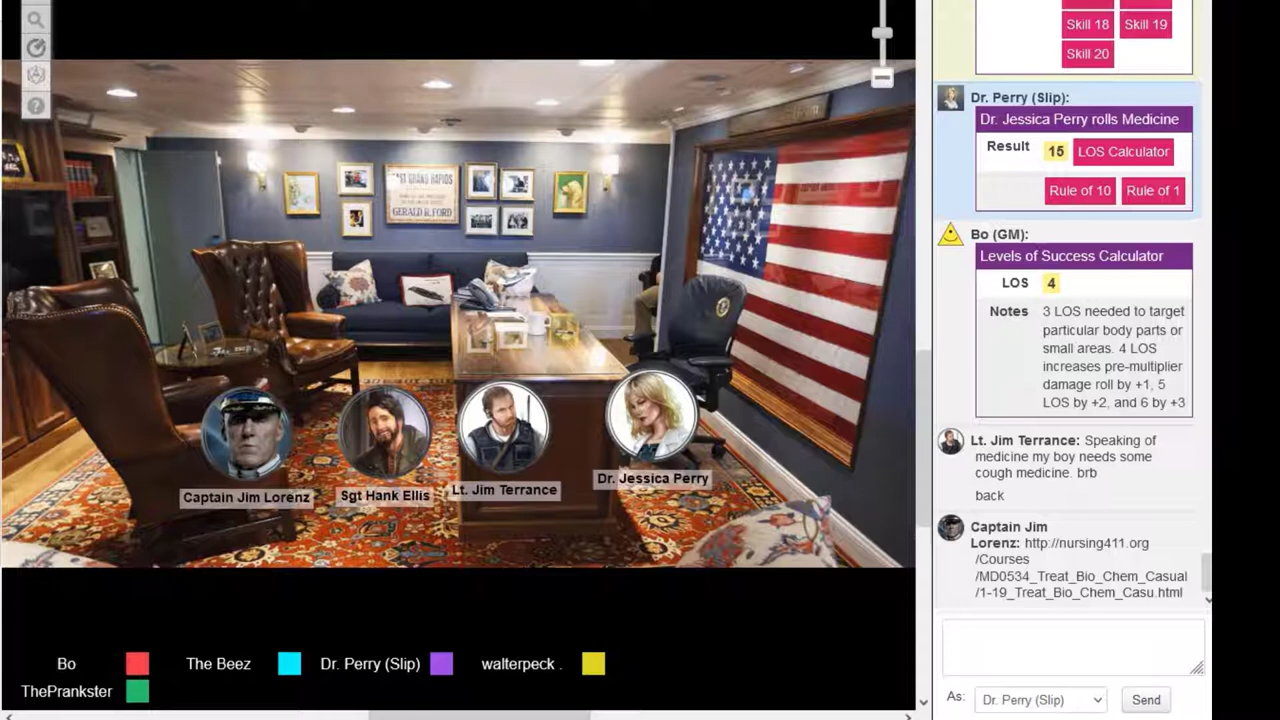 EAST GRAND RAPIDS
GERALD R. FORD
Captain Jim Lorenz
Sgt Hank Ellis
Lt. Jim Terrance
Dr. Jessica Perry
Bo
The Beez
Dr. Perry (Slip)
walterpeck .
ThePrankster
Skill 18
Skill 19
Skill 20
Dr. Perry (Slip):
Dr. Jessica Perry rolls Medicine
Result 15 LOS Calculator
Rule of 10 Rule of 1
Bo (GM):
Levels of Success Calculator
LOS 4
Notes 3 LOS needed to target
particular body parts or
small areas. 4 LOS
increases pre-multiplier
damage roll by +1, 5
LOS by +2, and 6 by +3
Lt. Jim Terrance: Speaking of
medicine my boy needs some
cough medicine. brb
back
Captain Jim
Lorenz: http://nursing411.org
/Courses
/MD0534_Treat_Bio_Chem_Casual
/1-19_Treat_Bio_Chem_Casu.html
As: Dr. Perry (Slip) Send